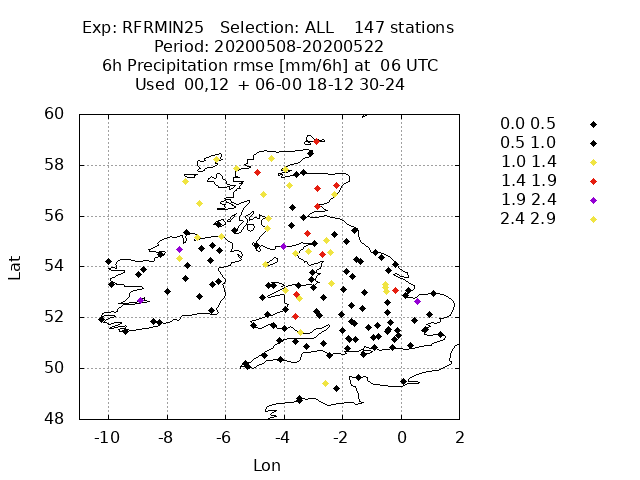 Exp: RFRMIN25   Selection: ALL    147 stations
Period: 20200508-20200522
6h Precipitation rmse [mm/6h] at  06 UTC
Used  00,12  + 06-00 18-12 30-24
0.0 0.5
0.5 1.0
1.0 1.4
1.4 1.9
1.9 2.4
2.4 2.9
60
58
56
54
52
50
48
Lat
-10 -8 -6 -4 -2 0 2
Lon